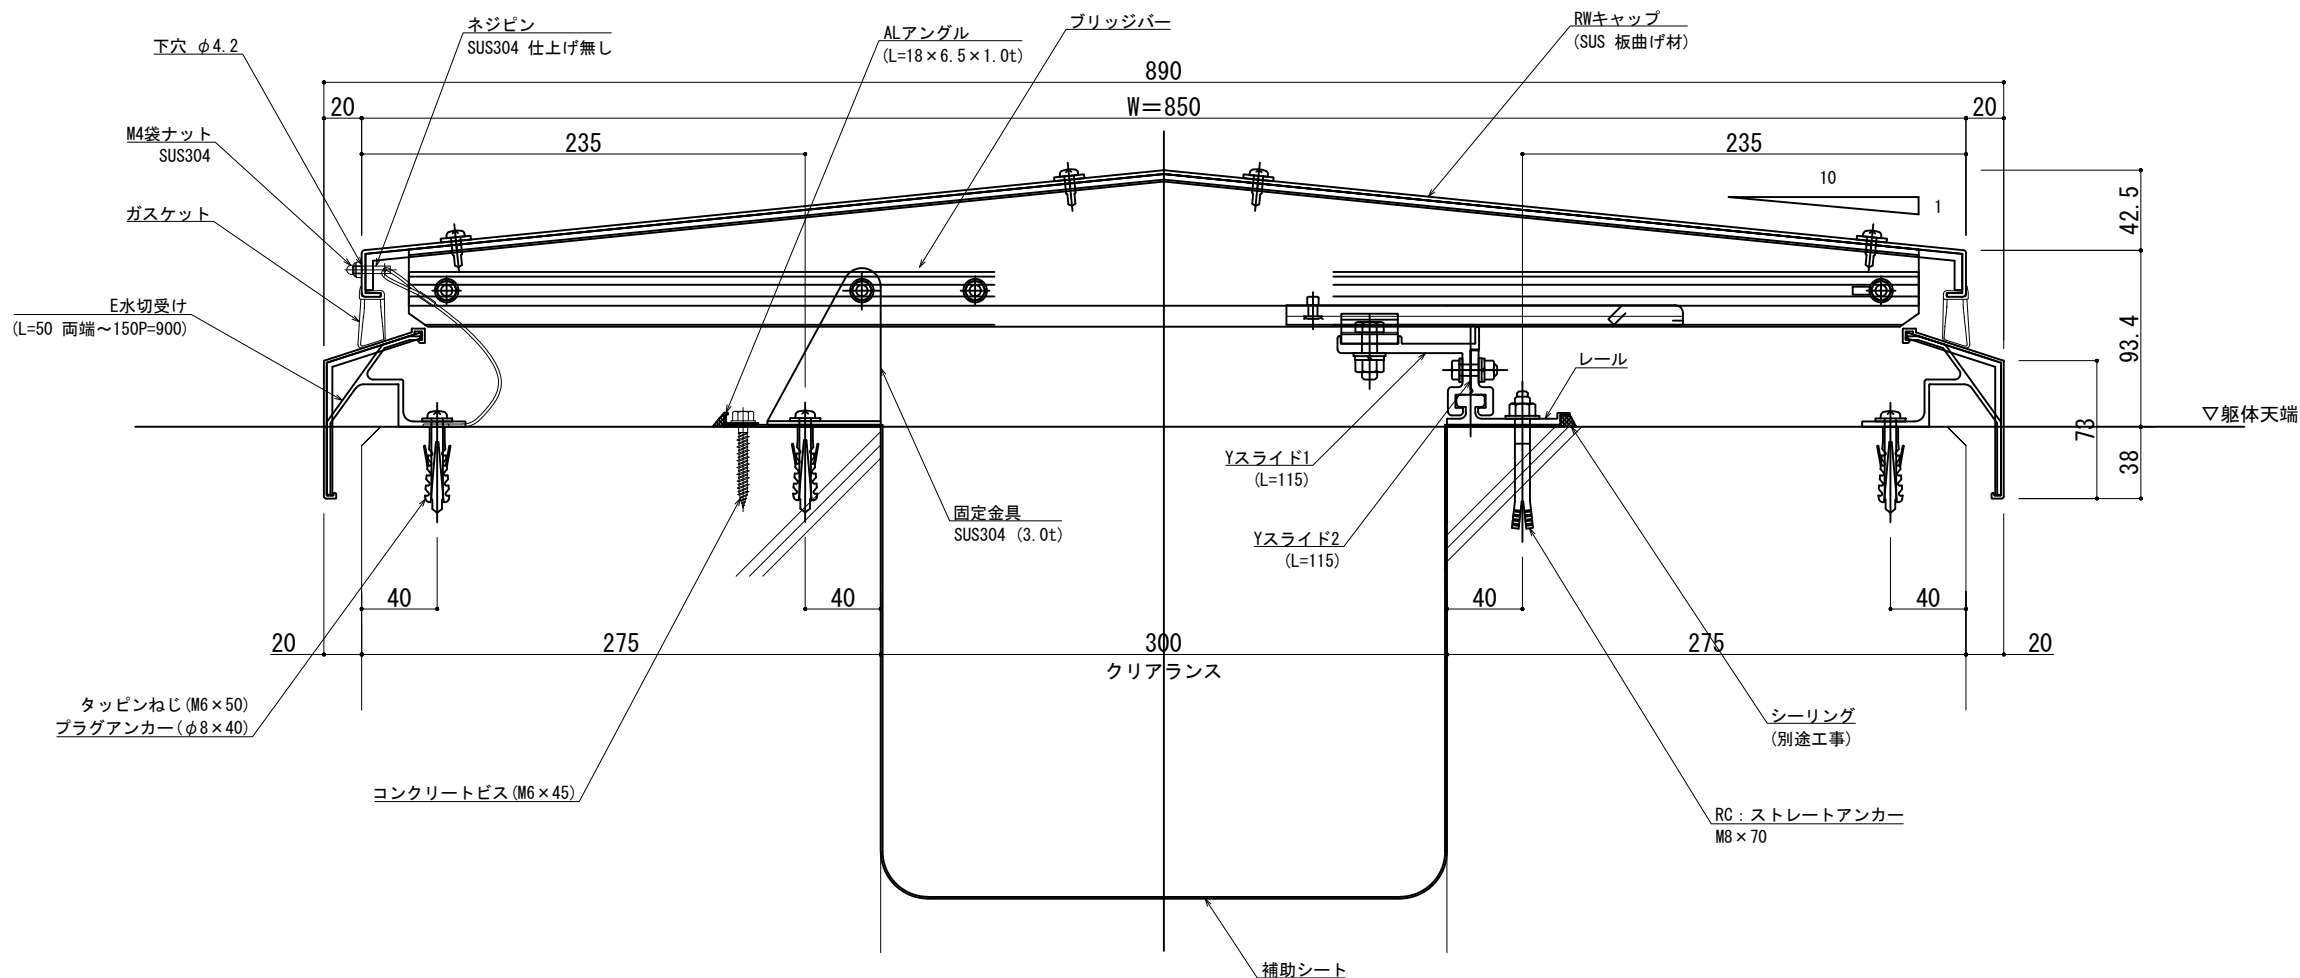 ネジピン
SUS304 仕上げ無し
下穴 φ4.2
ALアングル
(L=18×6.5×1.0t)
ブリッジバー
RWキャップ
(SUS 板曲げ材)
890
20
W=850
20
M4袋ナット
SUS304
235
235
10
1
42.5
ガスケット
E水切受け
(L=50 両端～150P=900)
93.4
レール
▽躯体天端
73
38
Yスライド1
(L=115)
固定金具
SUS304 (3.0t)
Yスライド2
(L=115)
40
40
40
40
20
275
300
275
20
クリアランス
タッピンねじ(M6×50)
プラグアンカー(φ8×40)
シーリング
(別途工事)
コンクリートビス(M6×45)
RC：ストレートアンカー
M8×70
補助シート